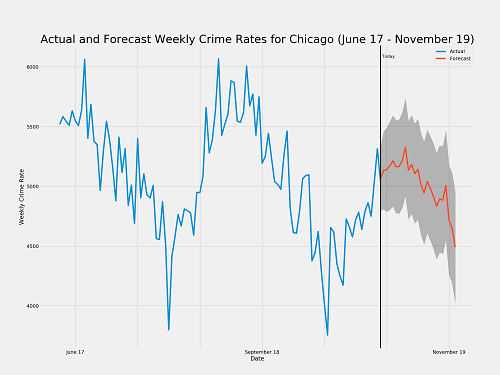 Actual and Forecast Weekly Crime Rates for Chicago (June 17 - November 19)
Actual
Forecast
Today
6000
5500
5000
4500
4000
Weekly Crime Rate
June 17
September 18
November 19
Date